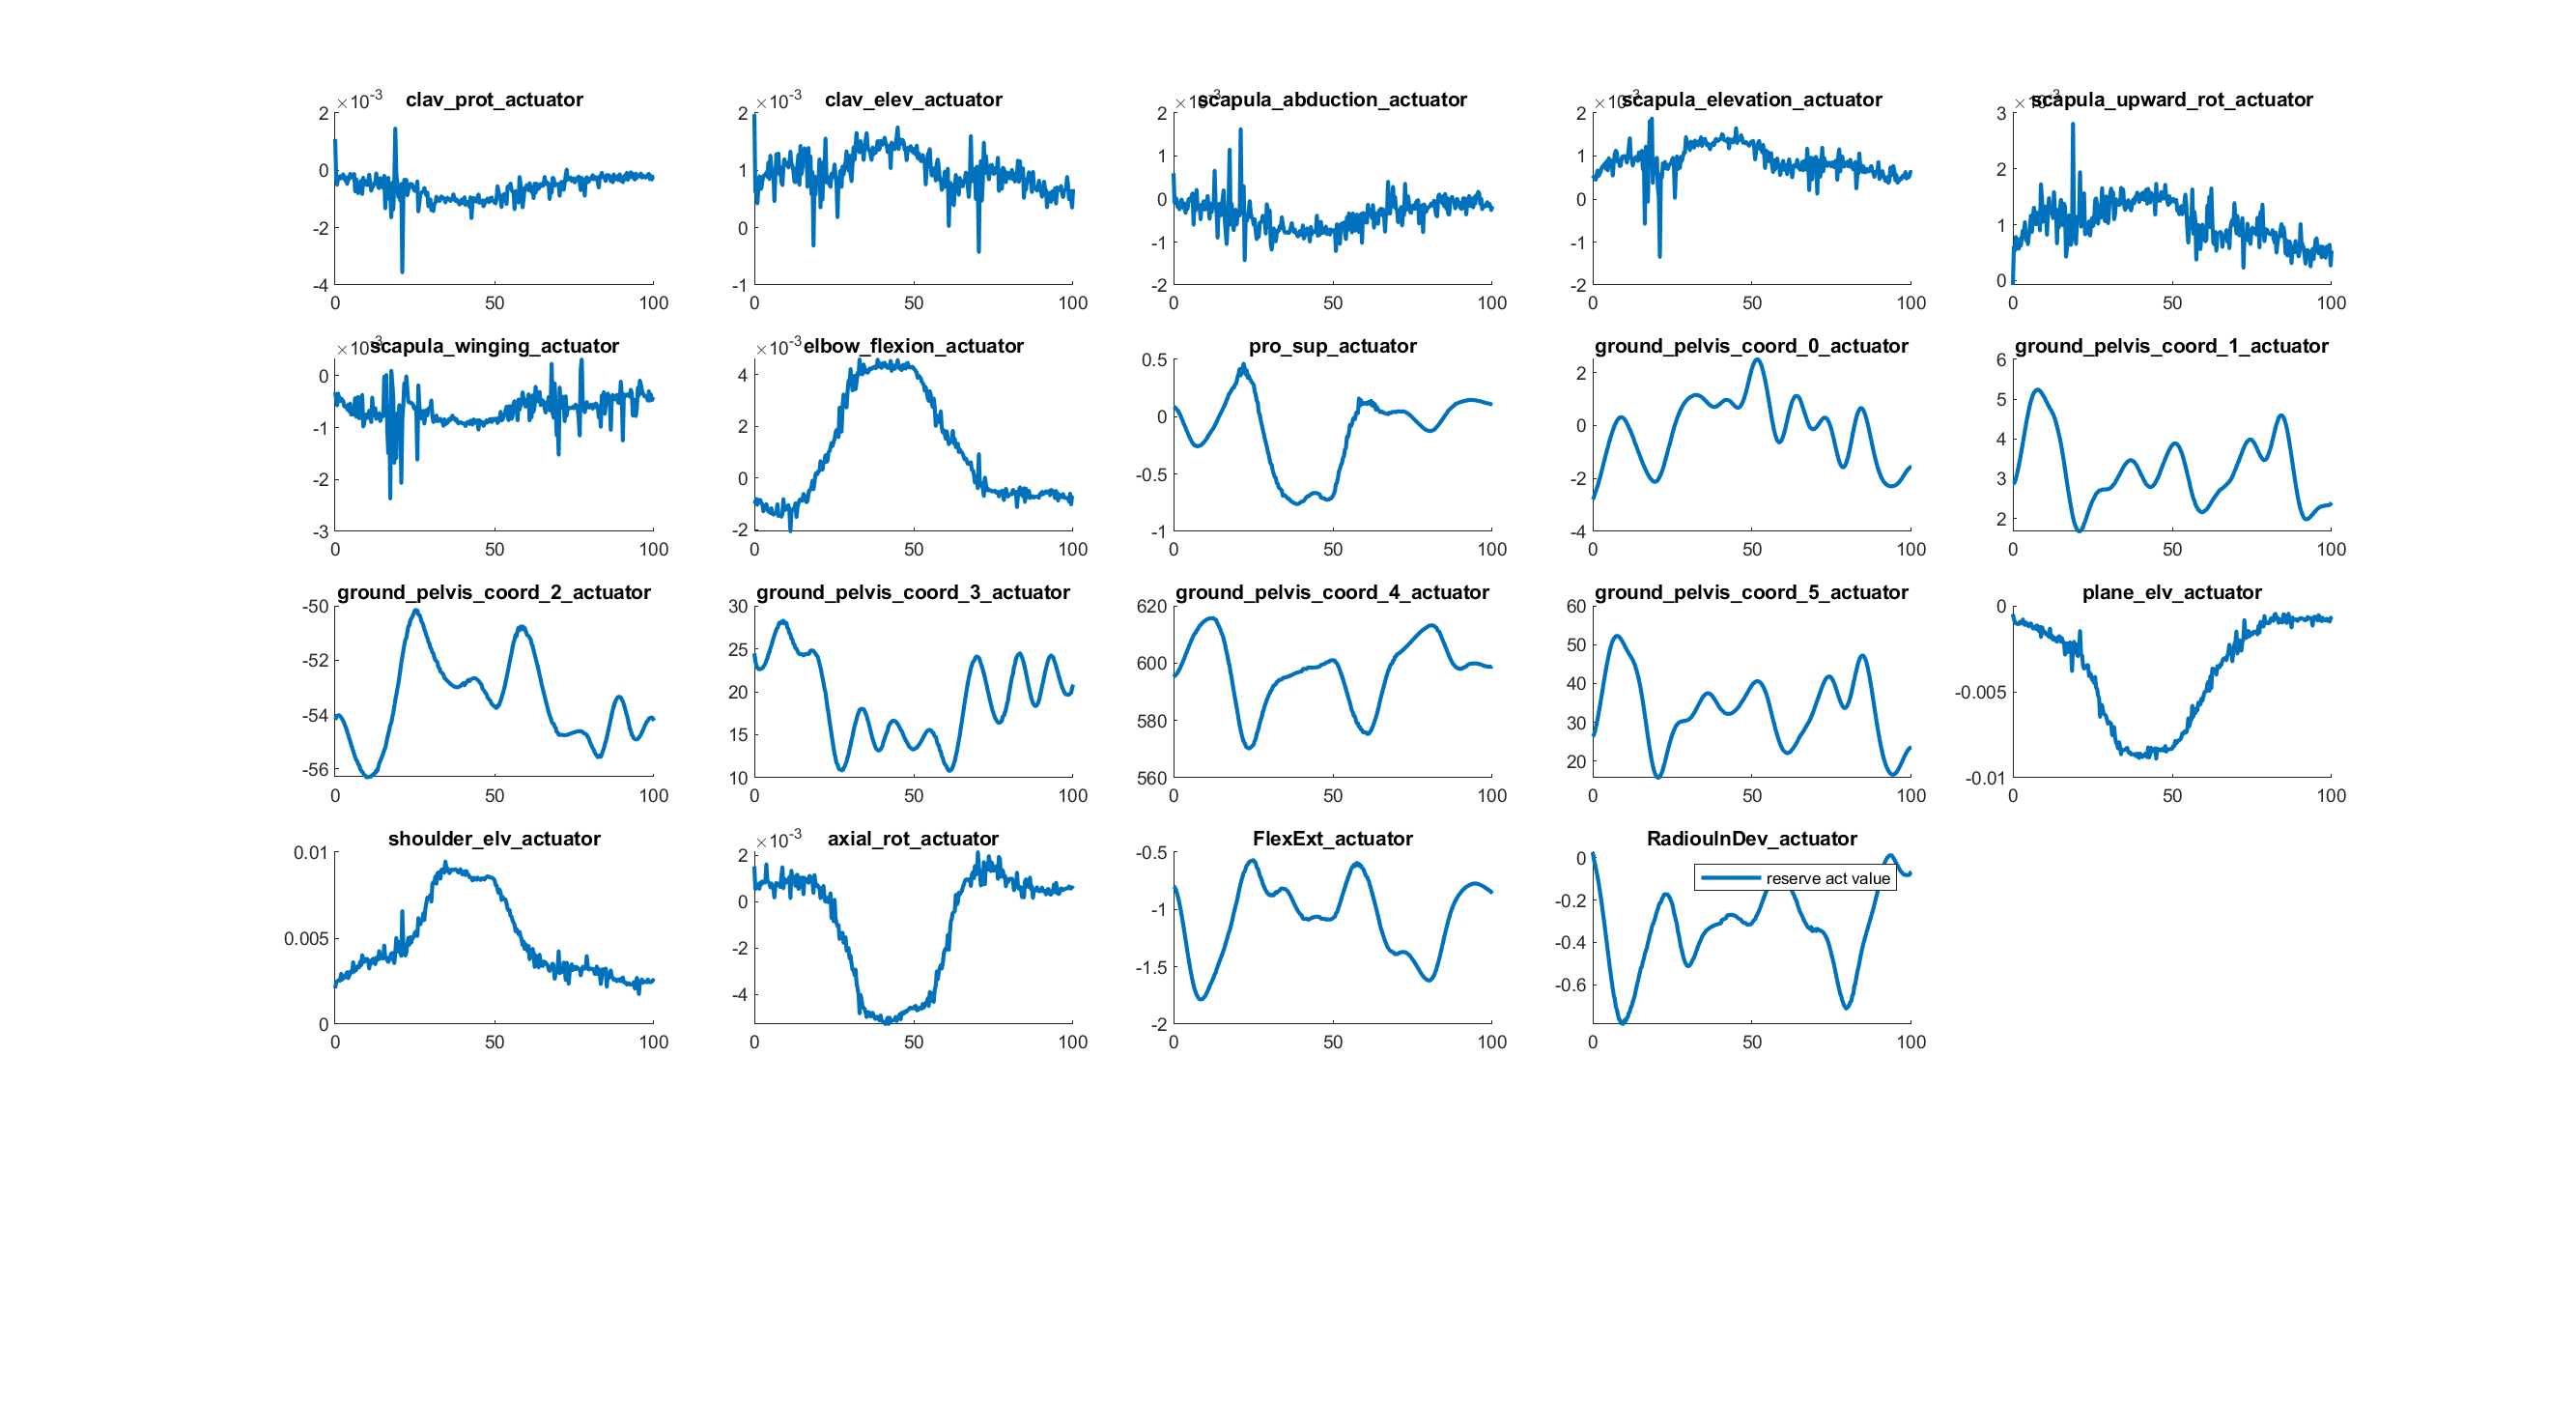 clav_prot_actuator
×10-3
2
0
-2
-4
0 50 100
clav_elev_actuator
×10-3
2
1
0
-1
0 50 100
scapula_abduction_actuator
×10-3
2
1
0
-1
-2
0 50 100
scapula_elevation_actuator
×10-3
2
1
0
-1
-2
0 50 100
scapula_upward_rot_actuator
×10-3
3
2
1
0
0 50 100
scapula_winging_actuator
×10-3
0
-1
-2
-3
0 50 100
elbow_flexion_actuator
×10-3
4
2
0
-2
0 50 100
pro_sup_actuator
0.5
0
-0.5
-1
0 50 100
ground_pelvis_coord_0_actuator
2
0
-2
-4
0 50 100
ground_pelvis_coord_1_actuator
6
5
4
3
2
0 50 100
ground_pelvis_coord_2_actuator
-50
-52
-54
-56
0 50 100
ground_pelvis_coord_3_actuator
30
25
20
15
10
0 50 100
ground_pelvis_coord_4_actuator
620
600
580
560
0 50 100
ground_pelvis_coord_5_actuator
60
50
40
30
20
0 50 100
plane_elv_actuator
0
-0.005
-0.01
0 50 100
shoulder_elv_actuator
0.01
0.005
0
0 50 100
axial_rot_actuator
×10-3
2
0
-2
-4
0 50 100
FlexExt_actuator
-0.5
-1
-1.5
-2
0 50 100
RadioulnDev_actuator
0
-0.2
-0.4
-0.6
0 50 100
reserve act value